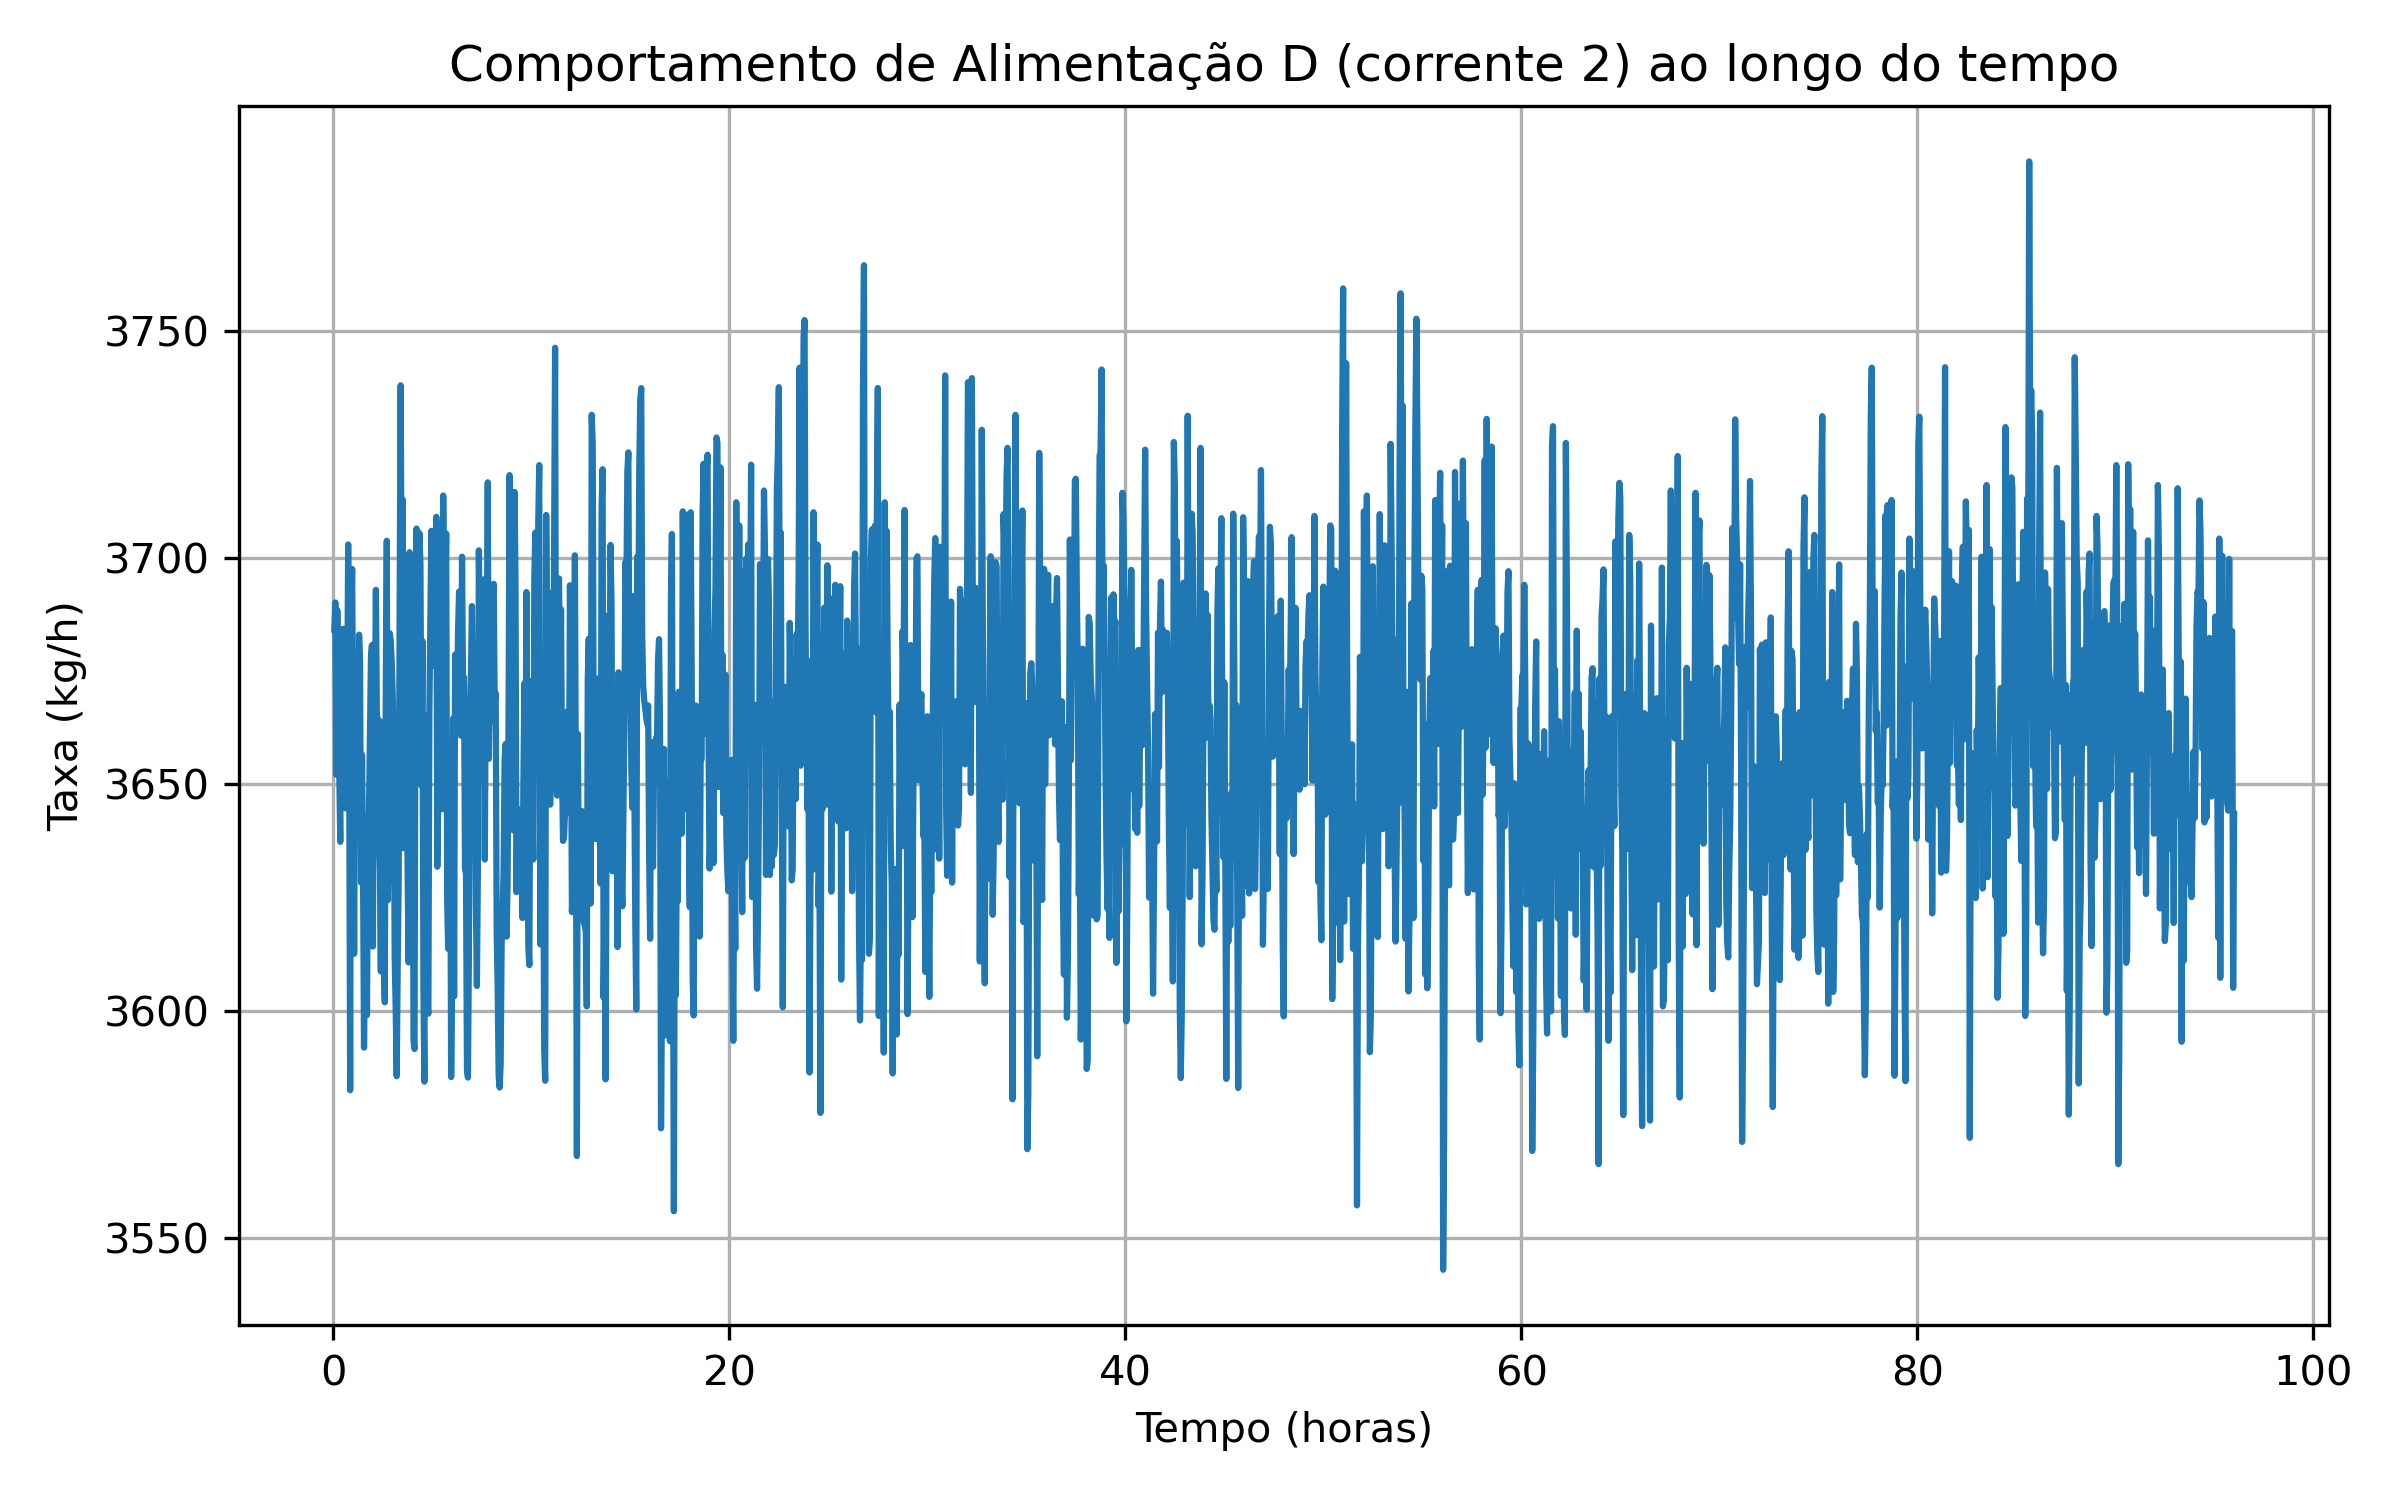 Comportamento de Alimentação D (corrente 2) ao longo do tempo
Taxa (kg/h)
3750
3700
3650
3600
3550
0 20 40 60 80 100
Tempo (horas)